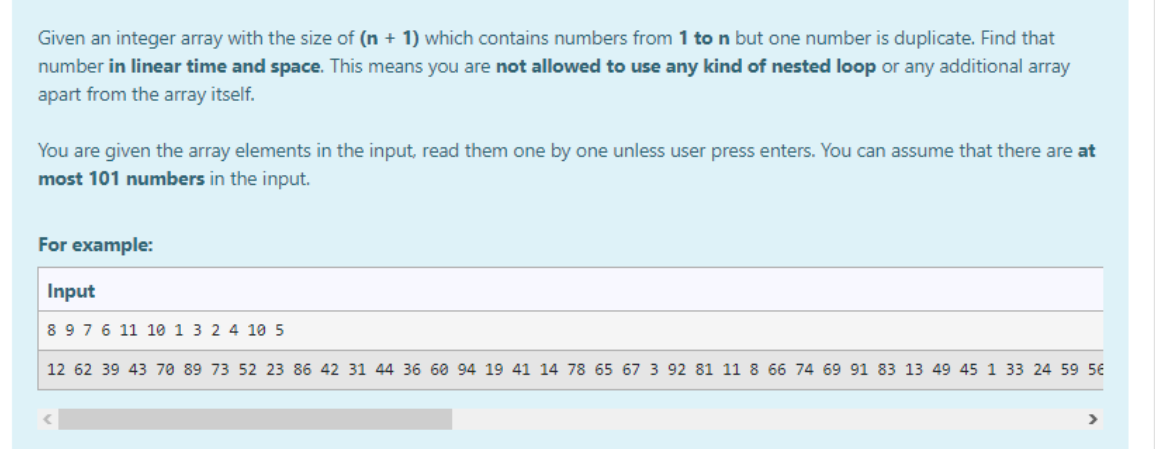 Given an integer array with the size of (n + 1) which contains numbers from 1 to n but one number is duplicate. Find that
number in linear time and space. This means you are not allowed to use any kind of nested loop or any additional array
apart from the array itself.
You are given the array elements in the input, read them one by one unless user press enters. You can assume that there are at
most 101 numbers in the input.
For example:
Input
8 9 7 6 11 10 1 3 2 4 10 5
12 62 39 43 70 89 73 52 23 86 42 31 44 36 60 94 19 41 14 78 65 67 3 92 81 11 8 66 74 69 91 83 13 49 45 1 33 24 59